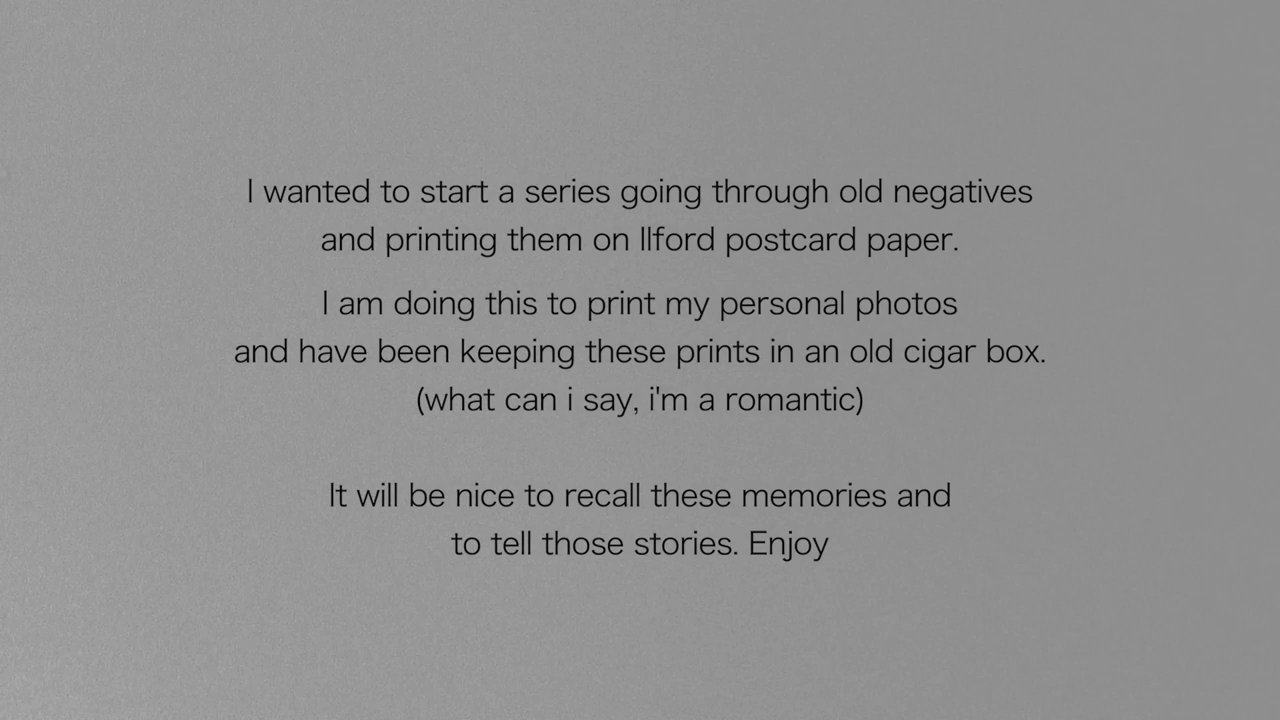 I wanted to start a series going through old negatives
and printing them on Ilford postcard paper.
I am doing this to print my personal photos
and have been keeping these prints in an old cigar box.
(what can i say, i'm a romantic)
It will be nice to recall these memories and
to tell those stories. Enjoy